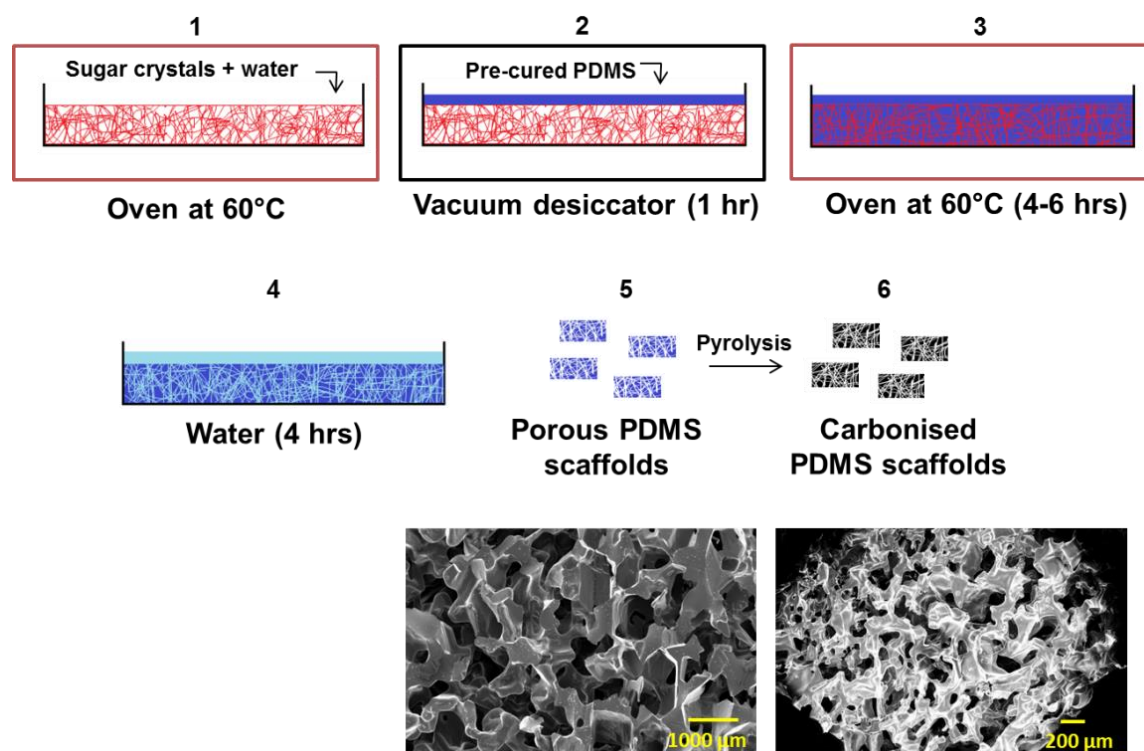 1
Sugar crystals + water
Oven at 60°C
2
Pre-cured PDMS
Vacuum desiccator (1 hr)
3
Oven at 60°C (4-6 hrs)
4
Water (4 hrs)
5
Porous PDMS
scaffolds
Pyrolysis
6
Carbonised
PDMS scaffolds
1000 µm
200 µm